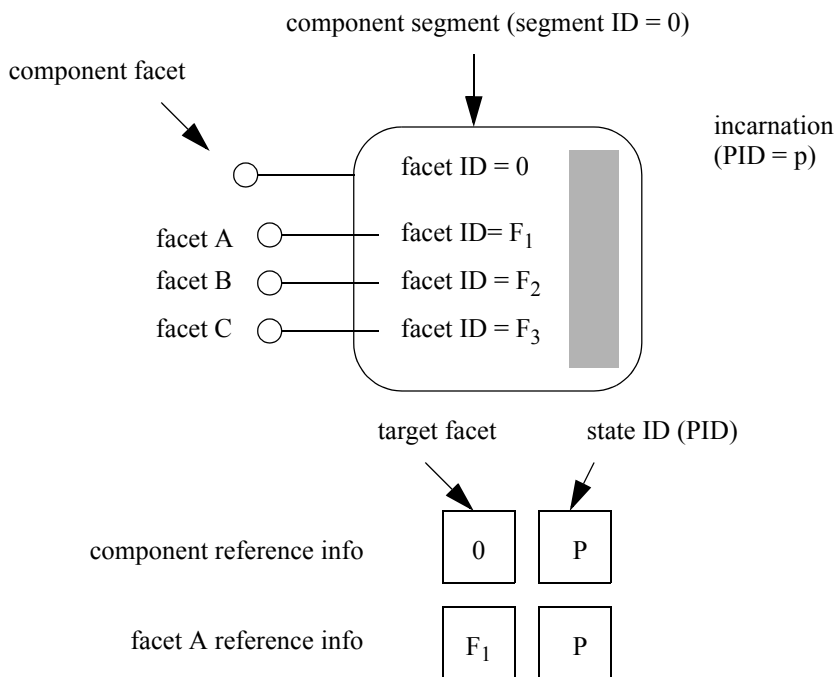 component segment (segment ID = 0)
component facet
incarnation
(PID = p)
facet ID = 0
facet A
facet ID= F1
facet B
facet ID = F2
facet C
facet ID = F3
target facet
state ID (PID)
component reference info
0
P
facet A reference info
F1
P